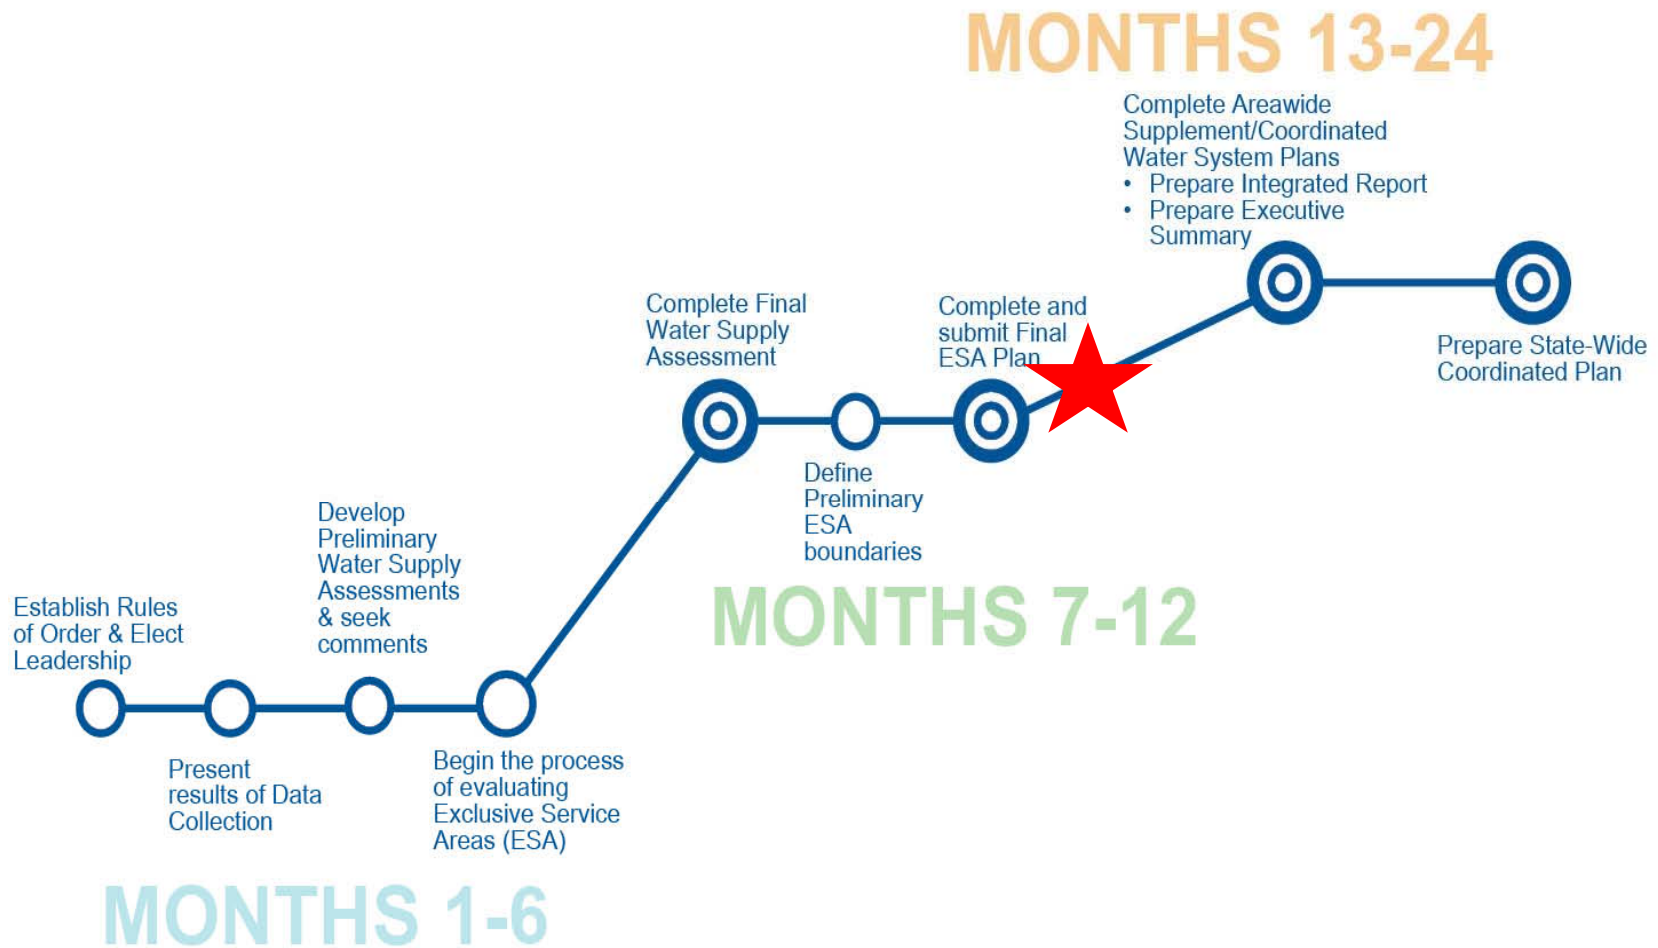 MONTHS 13-24
Complete Areawide
Supplement/Coordinated
Water System Plans
• Prepare Integrated Report
• Prepare Executive
Summary
Complete Final
Water Supply
Assessment
Complete and
submit Final
ESA Plan
Prepare State-Wide
Coordinated Plan
Define
Preliminary
ESA
boundaries
MONTHS 7-12
Develop
Preliminary
Water Supply
Assessments
& seek
comments
Establish Rules
of Order & Elect
Leadership
Present
results of Data
Collection
Begin the process
of evaluating
Exclusive Service
Areas (ESA)
MONTHS 1-6